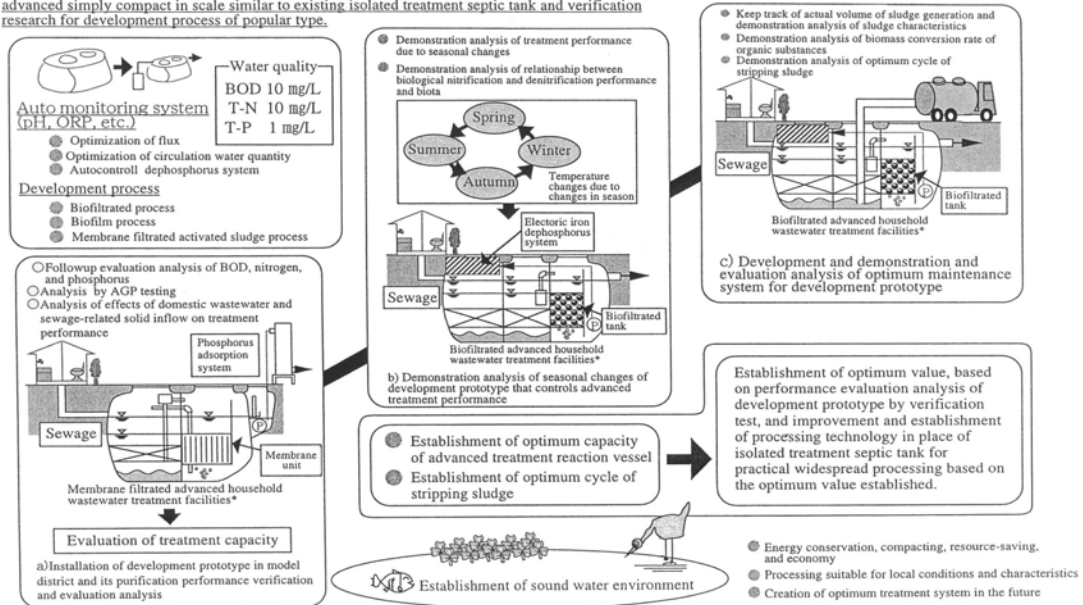 advanced simply compact in scale similar to existing isolated treatment septic tank and verification
research for development process of popular type.
Water quality
BOD 10 mg/L
T-N 10 mg/L
T-P 1 mg/L
Auto monitoring system
(pH, ORP, etc.)
Optimization of flux
Optimization of circulation water quantity
Autocontroll dephosphorus system
Development process
Biofiltrated process
Biofilm process
Membrane filtrated activated sludge process
Followup evaluation analysis of BOD, nitrogen,
and phosphorus
Analysis by AGP testing
Analysis of effects of domestic wastewater and
sewage-related solid inflow on treatment
performance
Phosphorus
adsorption
system
Sewage
P
Membrane
unit
Membrane filtrated advanced household
wastewater treatment facilities*
Evaluation of treatment capacity
a)Installation of development prototype in model
district and its purification performance verification
and evaluation analysis
Demonstration analysis of treatment performance
due to seasonal changes
Demonstration analysis of relationship between
biological nitrification and denitrification performance
and biota
Spring
Summer
Winter
Autumn
Temperature
changes due to
changes in season
Electoric iron
dephosphorus
system
Sewage
P
Biofiltrated
tank
Biofiltrated advanced household
wastewater treatment facilities*
b) Demonstration analysis of seasonal changes of
development prototype that controls advanced
treatment performance
Keep track of actual volume of sludge generation and
demonstration analysis of sludge characteristics
Demonstration analysis of biomass conversion rate of
organic substances
Demonstration analysis of optimum cycle of
stripping sludge
Sewage
P
Biofiltrated
tank
Biofiltrated advanced household
wastewater treatment facilities*
c) Development and demonstration and
evaluation analysis of optimum maintenance
system for development prototype
Establishment of optimum capacity
of advanced treatment reaction vessel
Establishment of optimum cycle of
stripping sludge
Establishment of optimum value, based
on performance evaluation analysis of
development prototype by verification
test, and improvement and establishment
of processing technology in place of
isolated treatment septic tank for
practical widespread processing based on
the optimum value established.
Establishment of sound water environment
Energy conservation, compacting, resource-saving,
and economy
Processing suitable for local conditions and characteristics
Creation of optimum treatment system in the future